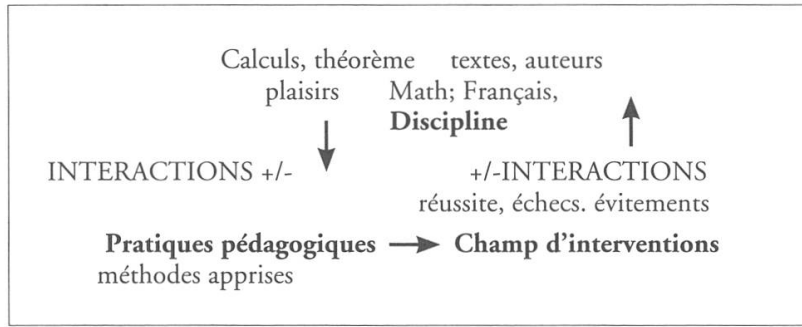 Calculs, théorème textes, auteurs
plaisirs Math; Français,
Discipline
INTERACTIONS +/- +/-INTERACTIONS
réussite, échecs. évitements
Pratiques pédagogiques Champ d'interventions
méthodes apprises